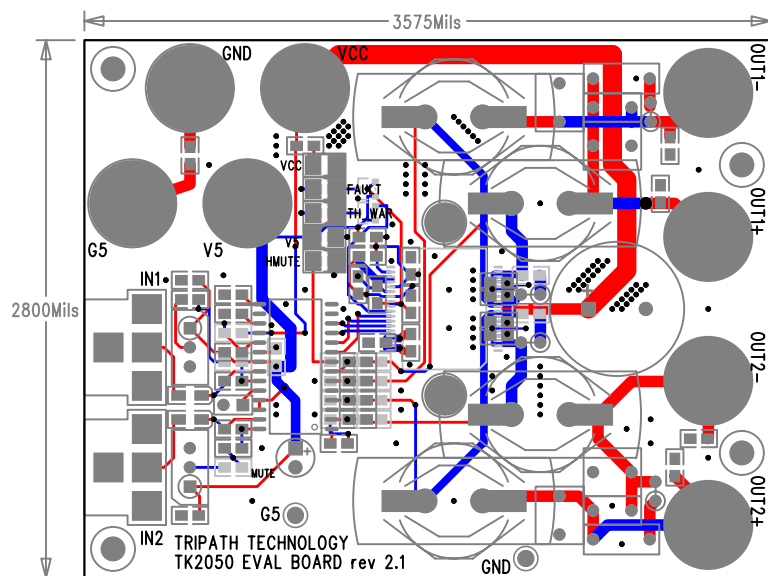 3575Mils
GND
VCC
OUT1-
VCC
FAULT
TH WAR
G5
V5
V5
HMUTE
OUT1+
IN1
2800Mils
OUT2-
MUTE
IN2
G5
OUT2+
TRIPATH TECHNOLOGY
TK2050 EVAL BOARD rev 2.1
GND